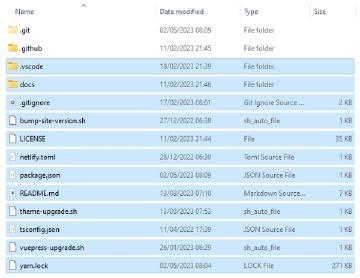 Name Date modified Type Size
.git 02/05/2023 08:09 File folder
.github 11/02/2023 21:45 File folder
.vscode 18/02/2023 21:39 File folder
docs 11/02/2023 21:46 File folder
.gitignore 17/02/2023 08:01 Git Ignore Source ... 1 KB
bump-site-version.sh 27/12/2022 06:38 sh_auto_file 1 KB
LICENSE 11/02/2023 21:44 File 35 KB
netlify.toml 28/12/2022 06:30 Toml Source File 1 KB
package.json 02/05/2023 08:09 JSON Source File 1 KB
README.md 13/03/2023 07:10 Markdown Source... 7 KB
theme-upgrade.sh 13/03/2023 07:53 sh_auto_file 1 KB
tsconfig.json 11/04/2022 17:39 JSON Source File 1 KB
vuepress-upgrade.sh 26/01/2023 06:29 sh_auto_file 1 KB
yarn.lock 02/05/2023 08:04 LOCK File 271 KB